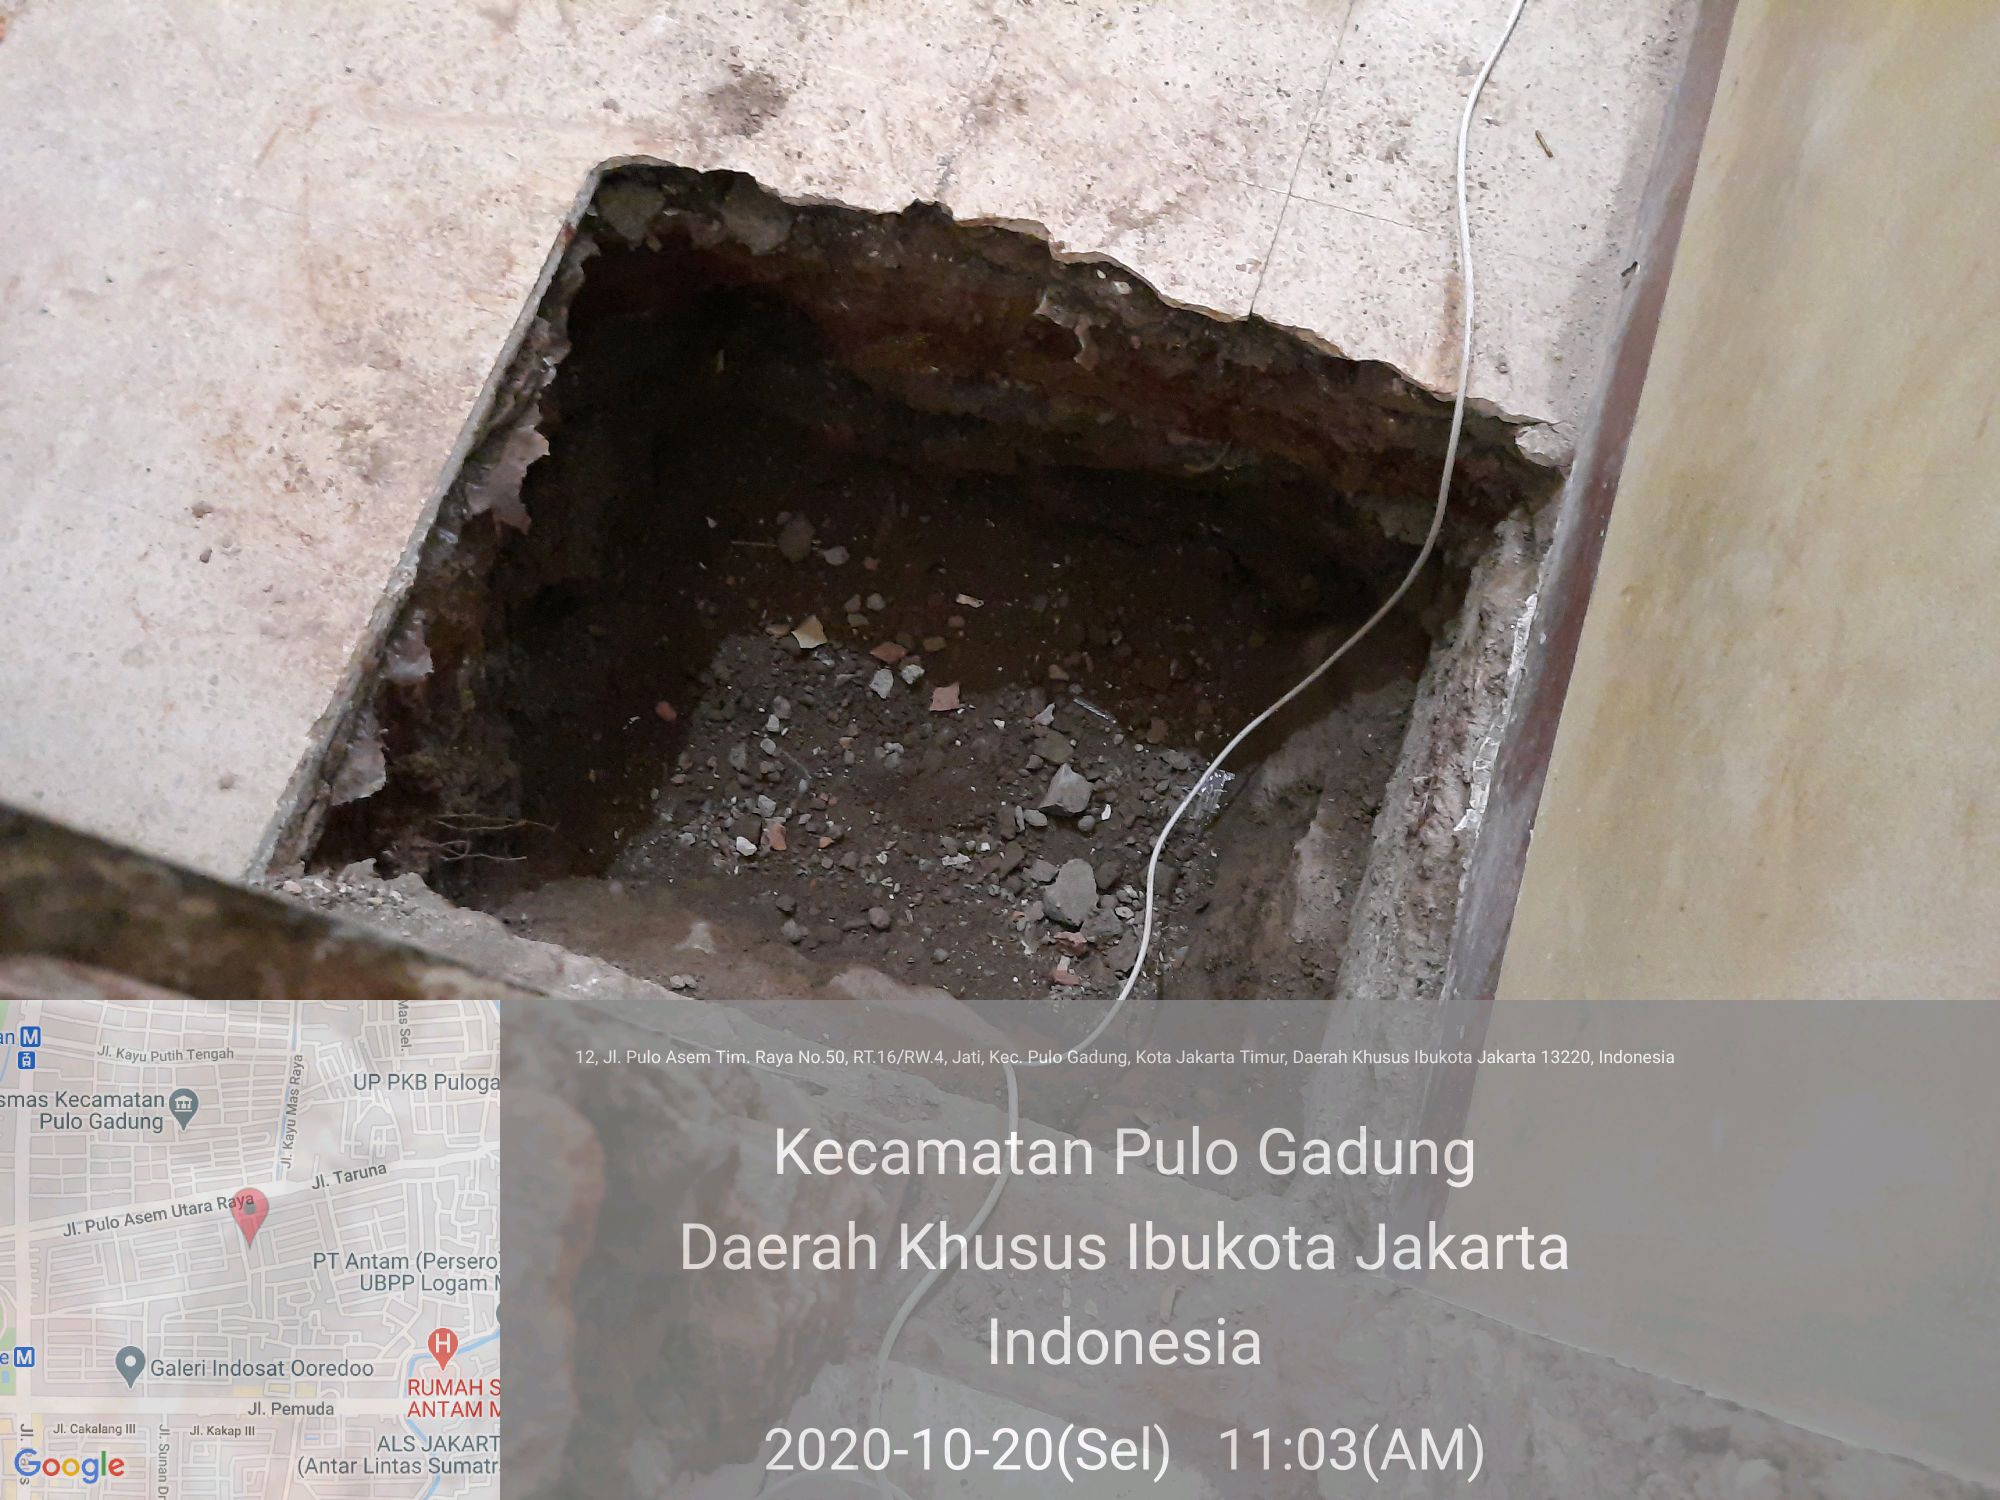 12, Jl. Pulo Asem Tim. Raya No.50, RT.16/RW.4, Jati, Kec. Pulo Gadung, Kota Jakarta Timur, Daerah Khusus Ibukota Jakarta 13220, Indonesia
Kecamatan Pulo Gadung
Daerah Khusus Ibukota Jakarta
Indonesia
2020-10-20(Sel) 11:03(AM)
an M
Mas Sel.
Jl. Kayu Putih Tengah
Jl. Kayu Mas Raya
UP PKB Puloga
smas Kecamatan
Pulo Gadung
Jl. Taruna
Jl. Pulo Asem Utara Raya
PT Antam (Persero)
UBPP Logam M
H
e M
Galeri Indosat Ooredoo
RUMAH S
ANTAM M
Jl. Pemuda
Jl. Cakalang III
Jl. Kakap III
Jl. Sunan Dr
ALS JAKART
(Antar Lintas Sumatr
Google